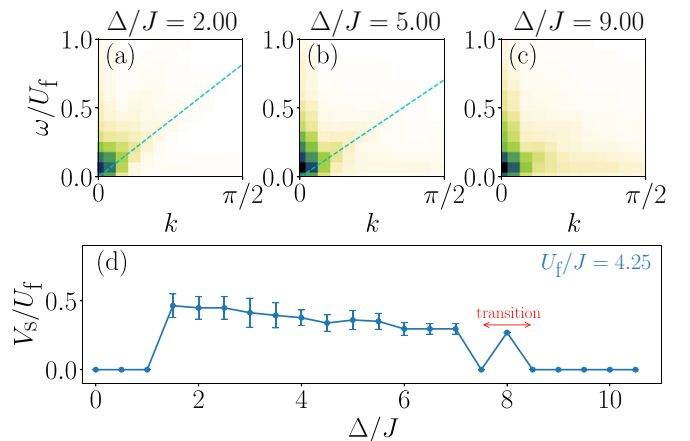 Δ/J = 2.00 Δ/J = 5.00 Δ/J = 9.00
(a) (b) (c)
ω/U_f
1.0 1.0 1.0
0.5 0.5 0.5
0.0 0.0 0.0
0 π/2 0 π/2 0 π/2
k k k
(d) U_f/J = 4.25
V_s/U_f
transition
0.5
0.0
0 2 4 6 8 10
Δ/J